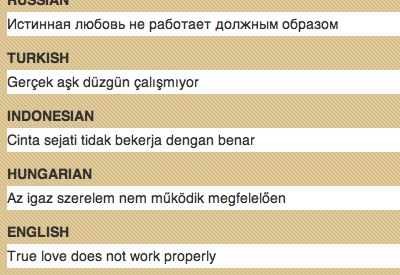 RUSSIAN
Истинная любовь не работает должным образом
TURKISH
Gerçek aşk düzgün çalışmıyor
INDONESIAN
Cinta sejati tidak bekerja dengan benar
HUNGARIAN
Az igaz szerelem nem működik megfelelően
ENGLISH
True love does not work properly